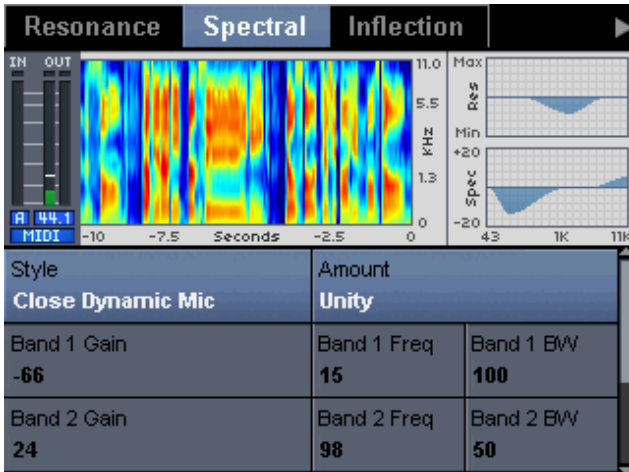 Resonance Spectral Inflection
IN OUT
11.0
5.5
KHz
1.3
0
Max
Res
Min
+20
Spec
-20
43 1K 11K
A 44.1
MIDI
-10 -7.5 Seconds -2.5 0
Style Amount
Close Dynamic Mic Unity
Band 1 Gain Band 1 Freq Band 1 BW
-66 15 100
Band 2 Gain Band 2 Freq Band 2 BW
24 98 50